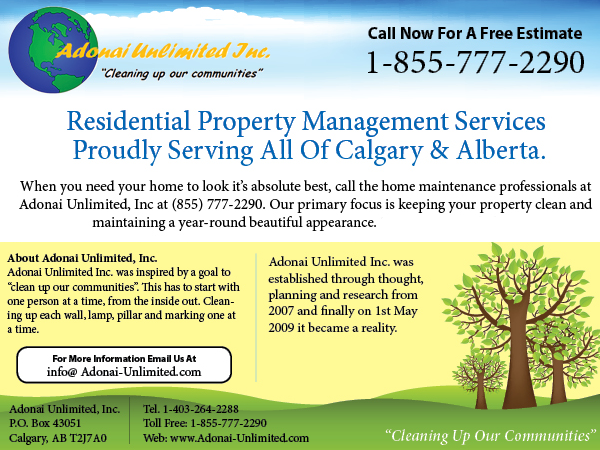 Adonai Unlimited Inc.
"Cleaning up our communities"
Call Now For A Free Estimate
1-855-777-2290
Residential Property Management Services
Proudly Serving All Of Calgary & Alberta.
When you need your home to look it's absolute best, call the home maintenance professionals at
Adonai Unlimited, Inc at (855) 777-2290. Our primary focus is keeping your property clean and
maintaining a year-round beautiful appearance.
About Adonai Unlimited, Inc.
Adonai Unlimited Inc. was inspired by a goal to
"clean up our communities". This has to start with
one person at a time, from the inside out. Clean-
ing up each wall, lamp, pillar and marking one at
a time.
For More Information Email Us At
info@ Adonai-Unlimited.com
Adonai Unlimited Inc. was
established through thought,
planning and research from
2007 and finally on 1st May
2009 it became a reality.
Adonai Unlimited, Inc.
P.O. Box 43051
Calgary, AB T2J7A0
Tel. 1-403-264-2288
Toll Free: 1-855-777-2290
Web: www.Adonai-Unlimited.com
"Cleaning Up Our Communities"